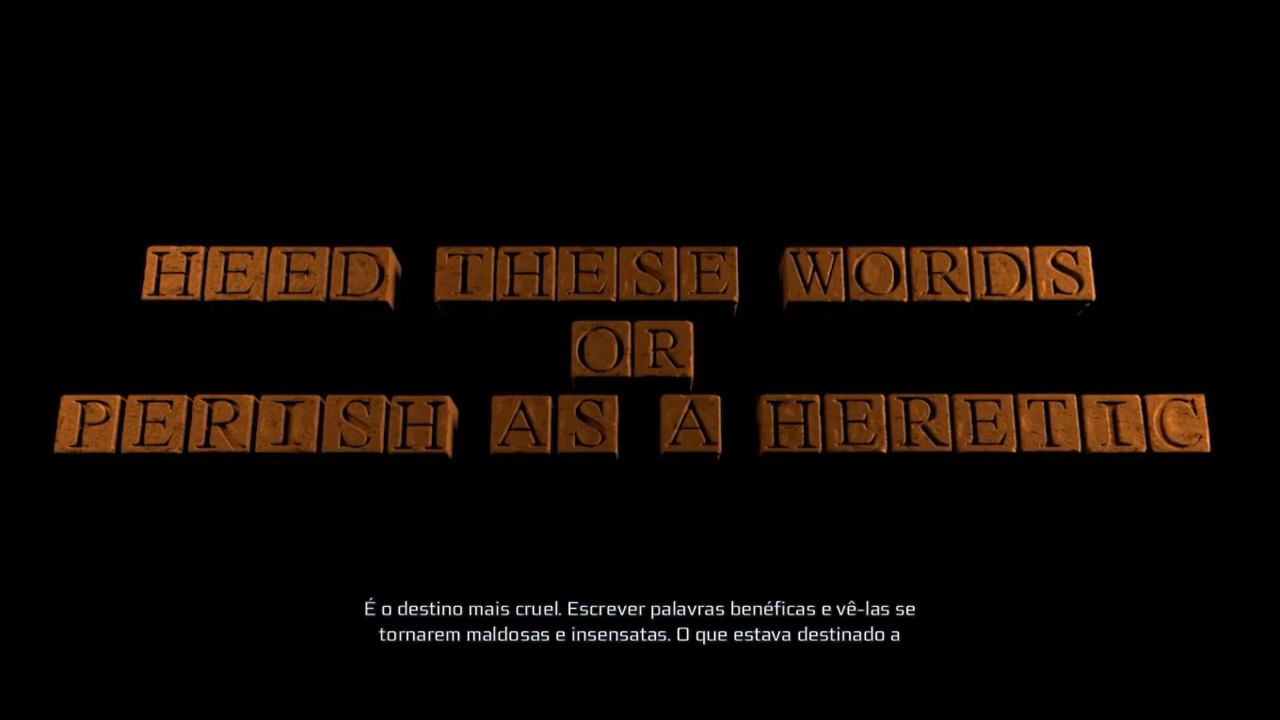 HEED THESE WORDS
OR
PERISH AS A HERETIC
É o destino mais cruel. Escrever palavras benéficas e vê-las se
tornarem maldosas e insensatas. O que estava destinado a